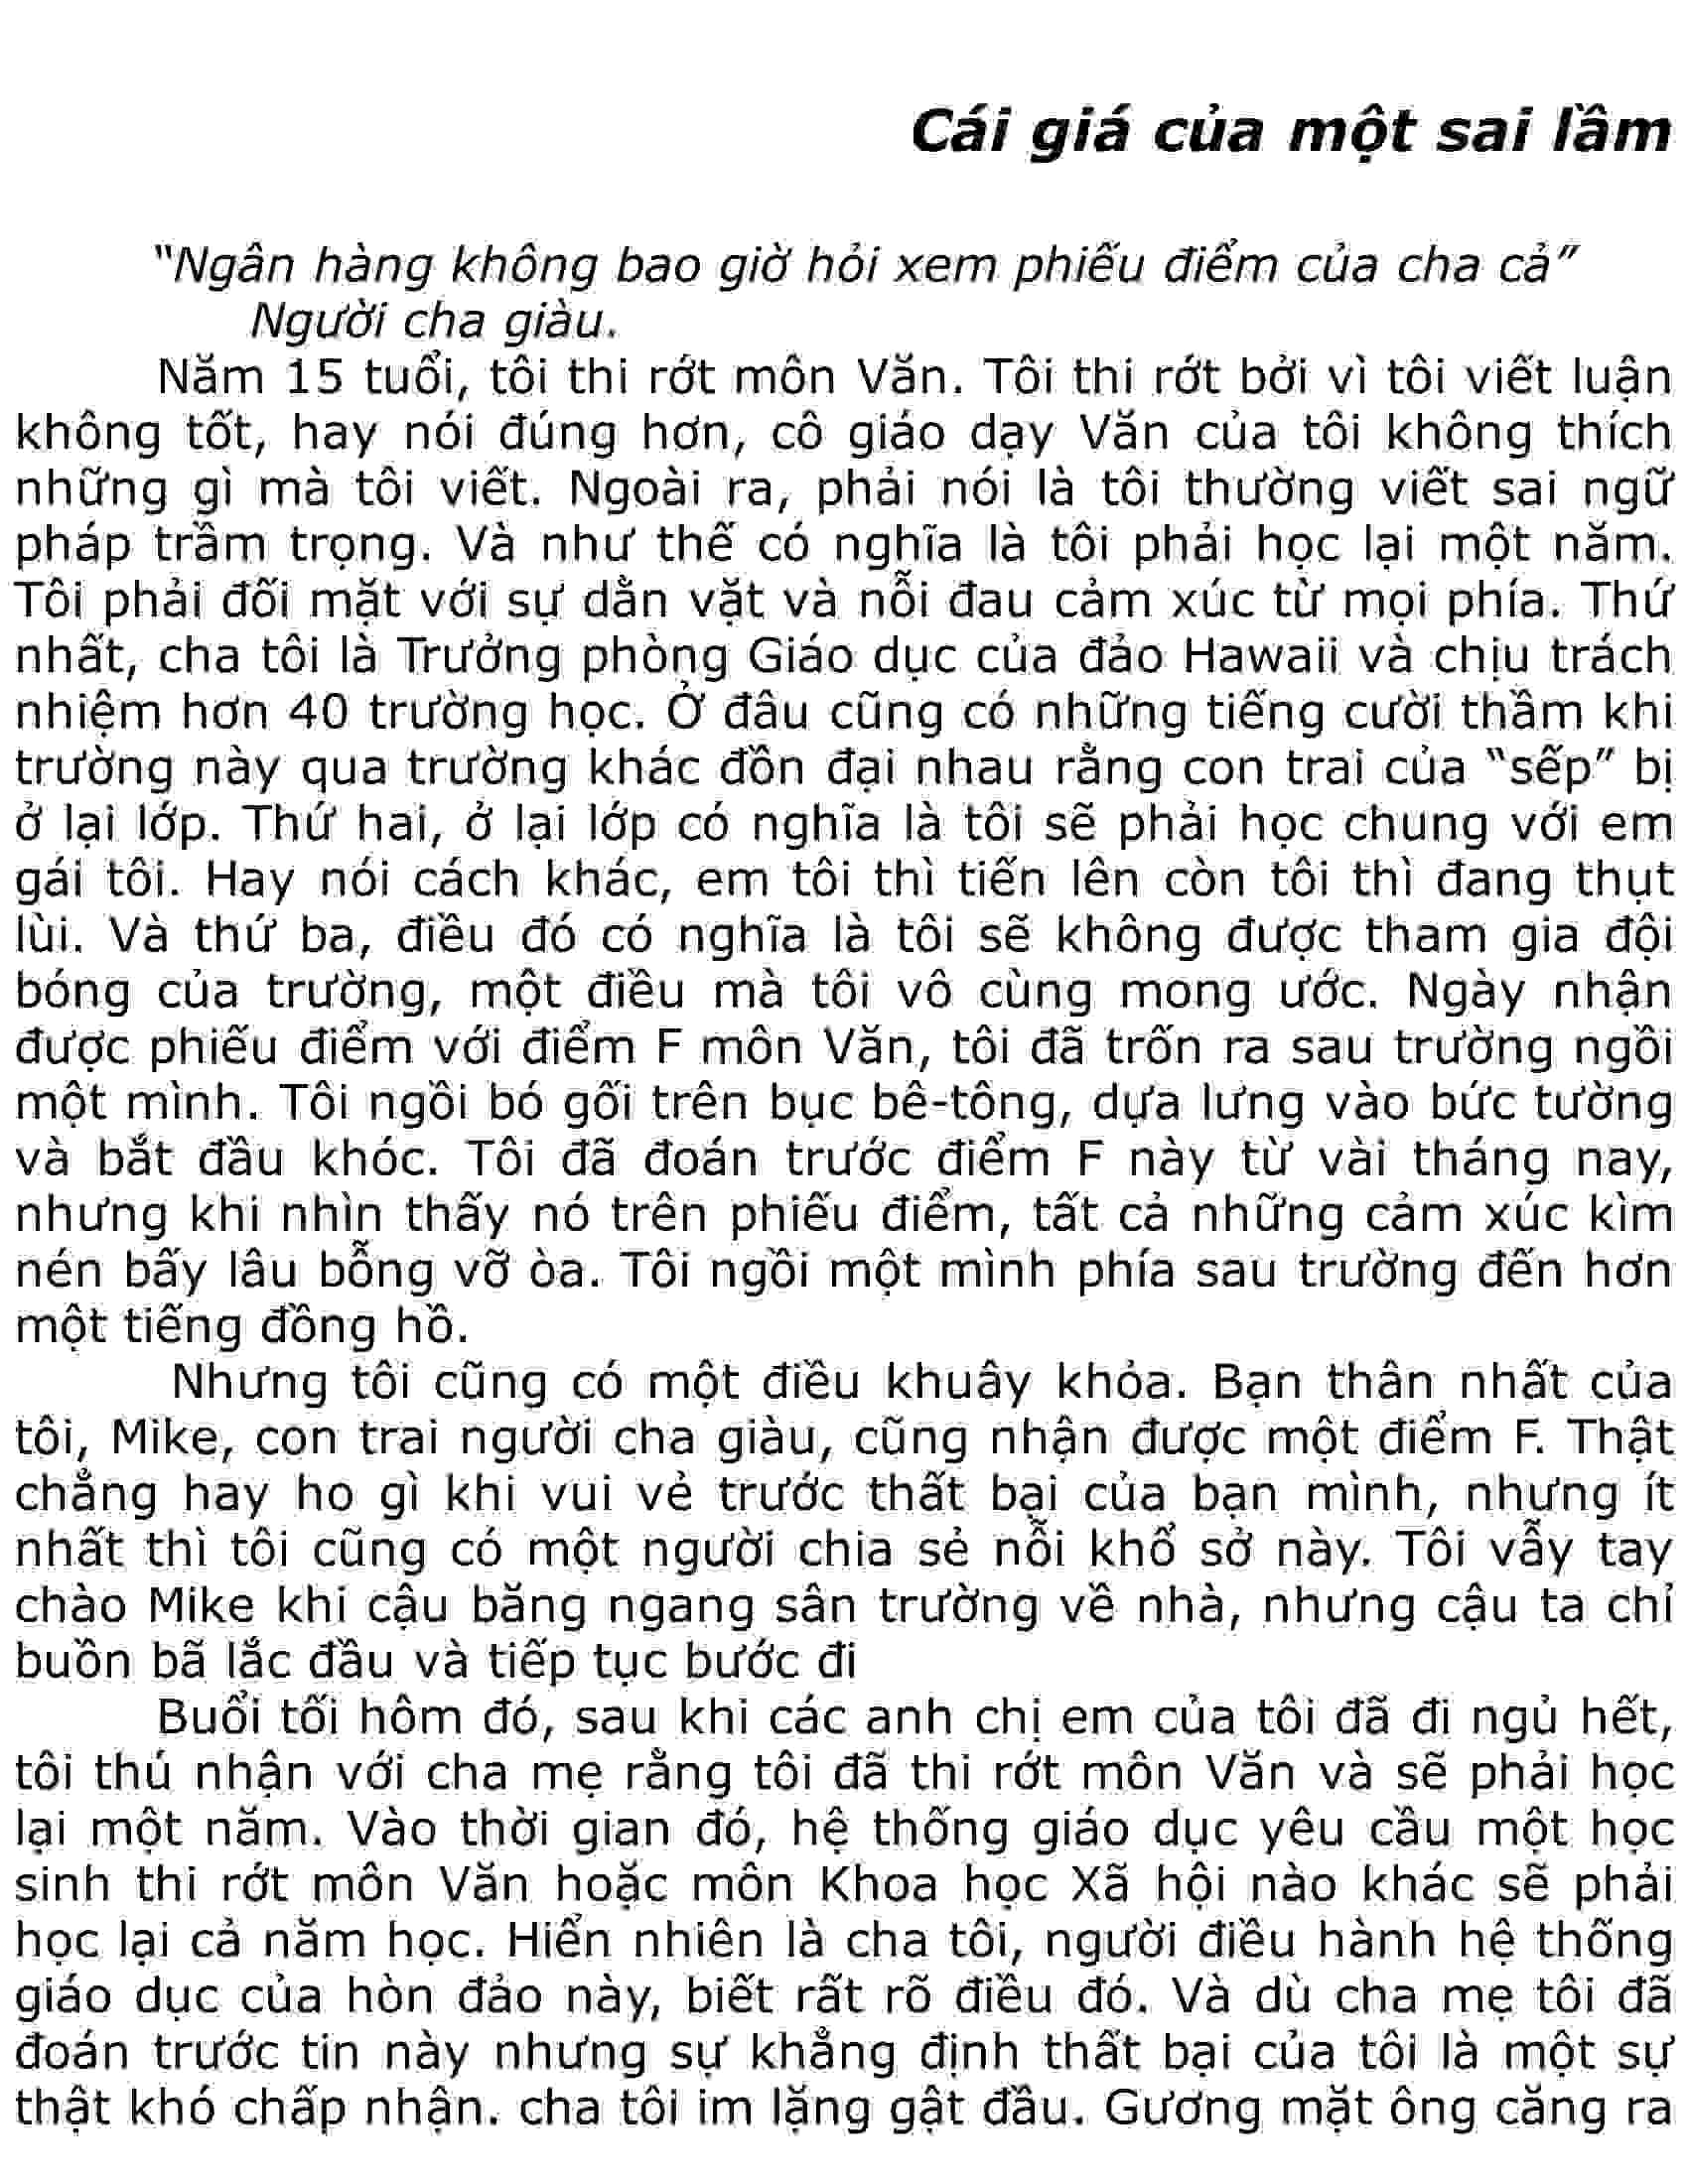 Cái giá của một sai lầm
“Ngân hàng không bao giờ hỏi xem phiếu điểm của cha cả”
Người cha giàu.
Năm 15 tuổi, tôi thi rớt môn Văn. Tôi thi rớt bởi vì tôi viết luận
không tốt, hay nói đúng hơn, cô giáo dạy Văn của tôi không thích
những gì mà tôi viết. Ngoài ra, phải nói là tôi thường viết sai ngữ
pháp trầm trọng. Và như thế có nghĩa là tôi phải học lại một năm.
Tôi phải đối mặt với sự dằn vặt và nỗi đau cảm xúc từ mọi phía. Thứ
nhất, cha tôi là Trưởng phòng Giáo dục của đảo Hawaii và chịu trách
nhiệm hơn 40 trường học. Ở đâu cũng có những tiếng cười thầm khi
trường này qua trường khác đồn đại nhau rằng con trai của “sếp” bị
ở lại lớp. Thứ hai, ở lại lớp có nghĩa là tôi sẽ phải học chung với em
gái tôi. Hay nói cách khác, em tôi thì tiến lên còn tôi thì đang thụt
lùi. Và thứ ba, điều đó có nghĩa là tôi sẽ không được tham gia đội
bóng của trường, một điều mà tôi vô cùng mong ước. Ngày nhận
được phiếu điểm với điểm F môn Văn, tôi đã trốn ra sau trường ngồi
một mình. Tôi ngồi bó gối trên bục bê-tông, dựa lưng vào bức tường
và bắt đầu khóc. Tôi đã đoán trước điểm F này từ vài tháng nay,
nhưng khi nhìn thấy nó trên phiếu điểm, tất cả những cảm xúc kìm
nén bấy lâu bỗng vỡ òa. Tôi ngồi một mình phía sau trường đến hơn
một tiếng đồng hồ.
Nhưng tôi cũng có một điều khuây khỏa. Bạn thân nhất của
tôi, Mike, con trai người cha giàu, cũng nhận được một điểm F. Thật
chẳng hay ho gì khi vui vẻ trước thất bại của bạn mình, nhưng ít
nhất thì tôi cũng có một người chia sẻ nỗi khổ sở này. Tôi vẫy tay
chào Mike khi cậu băng ngang sân trường về nhà, nhưng cậu ta chỉ
buồn bã lắc đầu và tiếp tục bước đi
Buổi tối hôm đó, sau khi các anh chị em của tôi đã đi ngủ hết,
tôi thú nhận với cha mẹ rằng tôi đã thi rớt môn Văn và sẽ phải học
lại một năm. Vào thời gian đó, hệ thống giáo dục yêu cầu một học
sinh thi rớt môn Văn hoặc môn Khoa học Xã hội nào khác sẽ phải
học lại cả năm học. Hiển nhiên là cha tôi, người điều hành hệ thống
giáo dục của hòn đảo này, biết rất rõ điều đó. Và dù cha mẹ tôi đã
đoán trước tin này nhưng sự khẳng định thất bại của tôi là một sự
thật khó chấp nhận. cha tôi im lặng gật đầu. Gương mặt ông căng ra